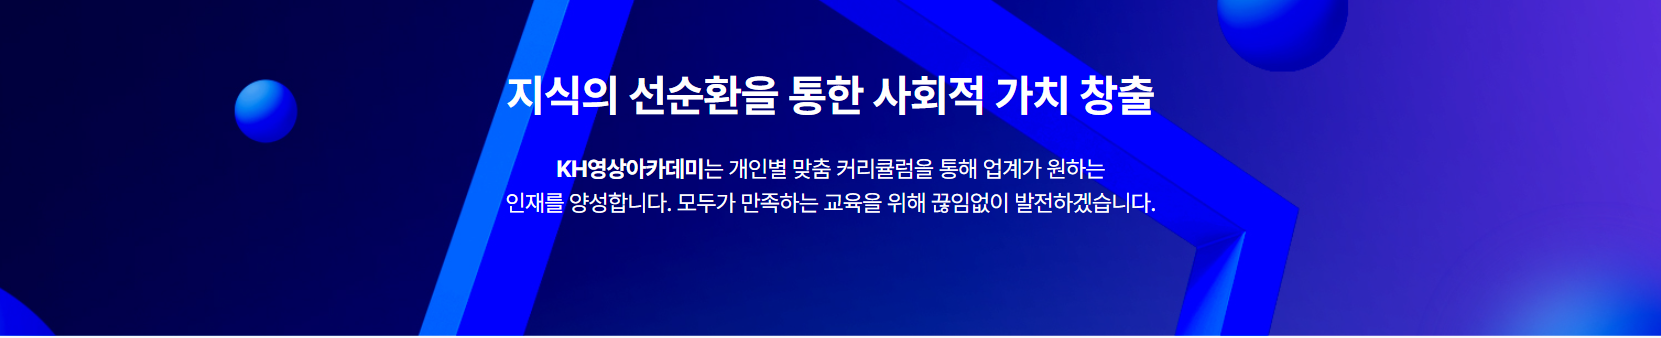 지식의 선순환을 통한 사회적 가치 창출
KH영상아카데미는 개인별 맞춤 커리큘럼을 통해 업계가 원하는
인재를 양성합니다. 모두가 만족하는 교육을 위해 끊임없이 발전하겠습니다.